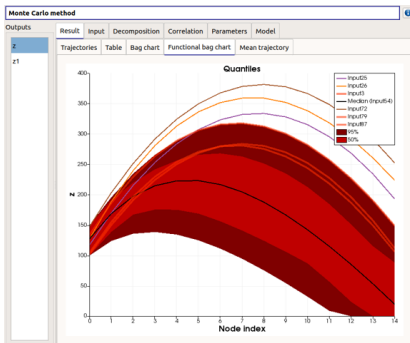 Monte Carlo method
Outputs
z
z1
Result Input Decomposition Correlation Parameters Model
Trajectories Table Bag chart Functional bag chart Mean trajectory
Quantiles
Input25
Input26
Input3
Median (Input54)
Input72
Input79
Input87
95%
50%
400
350
300
250
200
150
100
50
0
z
0 1 2 3 4 5 6 7 8 9 10 11 12 13 14
Node index